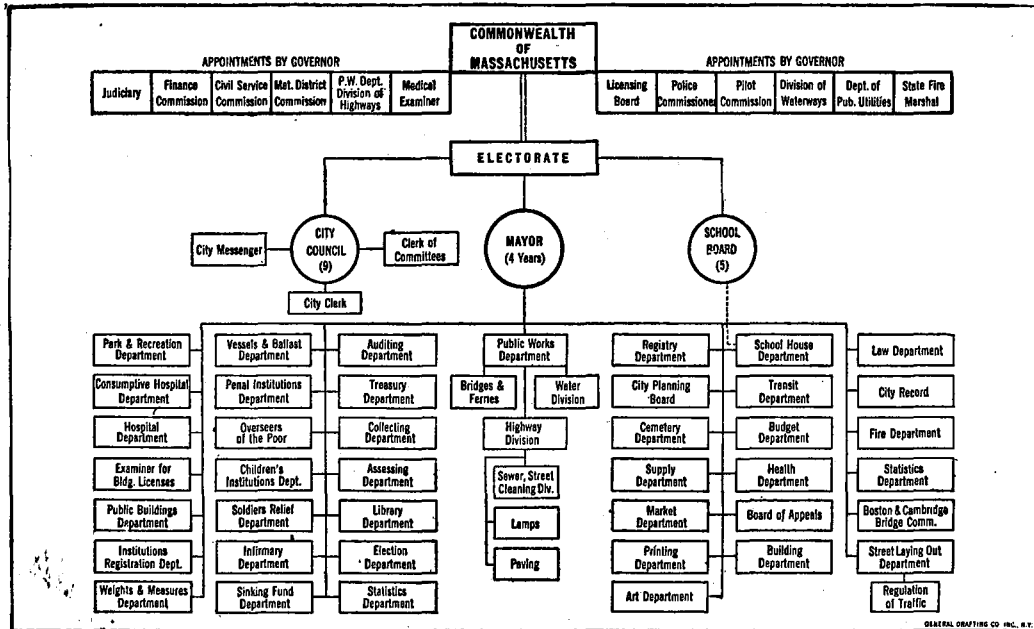 COMMONWEALTH
OF
MASSACHUSETTS
APPOINTMENTS BY GOVERNOR
Judiciary
Finance
Commission
Civil Service
Commission
Met. District
Commission
P.W. Dept.
Division of
Highways
Medical
Examiner
APPOINTMENTS BY GOVERNOR
Licensing
Board
Police
Commissioner
Pilot
Commission
Division of
Waterways
Dept. of
Pub. Utilities
State Fire
Marshal
ELECTORATE
City Messenger
CITY
COUNCIL
(9)
Clerk of
Committees
City Clerk
MAYOR
(4 Years)
SCHOOL
BOARD
(5)
Park & Recreation
Department
Consumptive Hospital
Department
Hospital
Department
Examiner for
Bldg. Licenses
Public Buildings
Department
Institutions
Registration Dept.
Weights & Measures
Department
Vessels & Ballast
Department
Penal Institutions
Department
Overseers
of the Poor
Children's
Institutions Dept.
Soldiers Relief
Department
Infirmary
Department
Sinking Fund
Department
Auditing
Department
Treasury
Department
Collecting
Department
Assessing
Department
Library
Department
Election
Department
Statistics
Department
Public Works
Department
Bridges &
Ferries
Water
Division
Highway
Division
Sewer, Street
Cleaning Div.
Lamps
Paving
Registry
Department
City Planning
Board
Cemetery
Department
Supply
Department
Market
Department
Printing
Department
Art Department
School House
Department
Transit
Department
Budget
Department
Health
Department
Board of Appeals
Building
Department
Law Department
City Record
Fire Department
Statistics
Department
Boston & Cambridge
Bridge Comm.
Street Laying Out
Department
Regulation
of Traffic
GENERAL DRAFTING CO INC., N.Y.